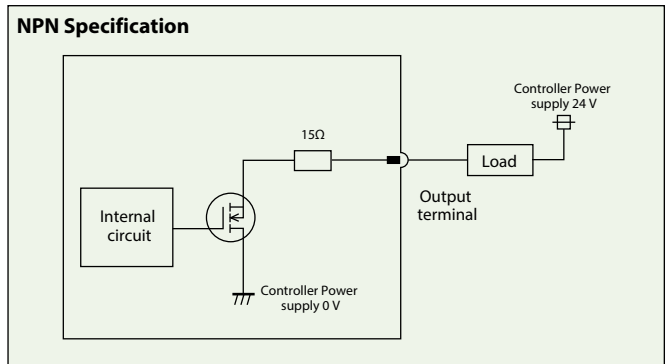 NPN Specification
Controller Power
supply 24 V
15Ω
Load
Output
terminal
Internal
circuit
Controller Power
supply 0 V